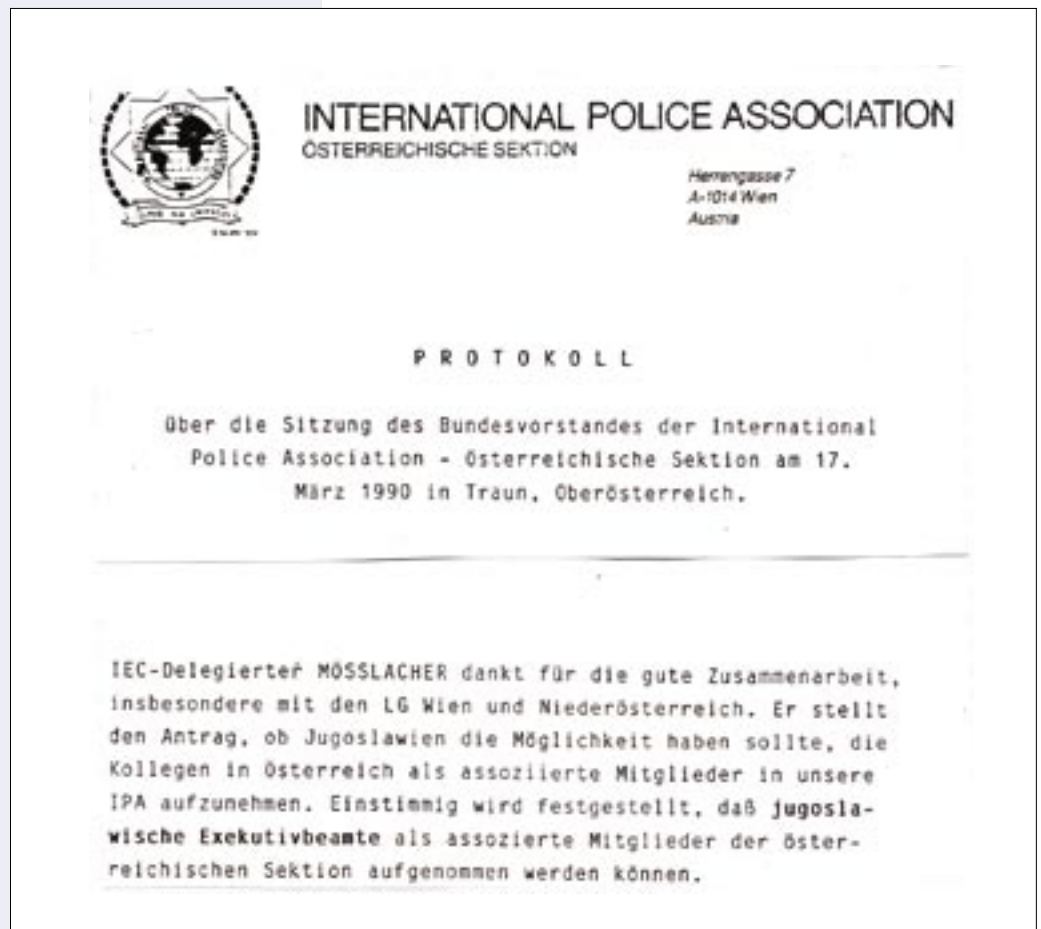 INTERNATIONAL POLICE ASSOCIATION
ÖSTERREICHISCHE SEKTION
Herrengasse 7
A-1014 Wien
Austria
P R O T O K O L L
über die Sitzung des Bundesvorstandes der International
Police Association - Österreichische Sektion am 17.
März 1990 in Traun, Oberösterreich.
IEC-Delegierter MÖSSLACHER dankt für die gute Zusammenarbeit,
insbesondere mit den LG Wien und Niederösterreich. Er stellt
den Antrag, ob Jugoslawien die Möglichkeit haben sollte, die
Kollegen in Österreich als assoziierte Mitglieder in unsere
IPA aufzunehmen. Einstimmig wird festgestellt, daß jugosla-
wische Exekutivbeamte als assozierte Mitglieder der öster-
reichischen Sektion aufgenommen werden können.